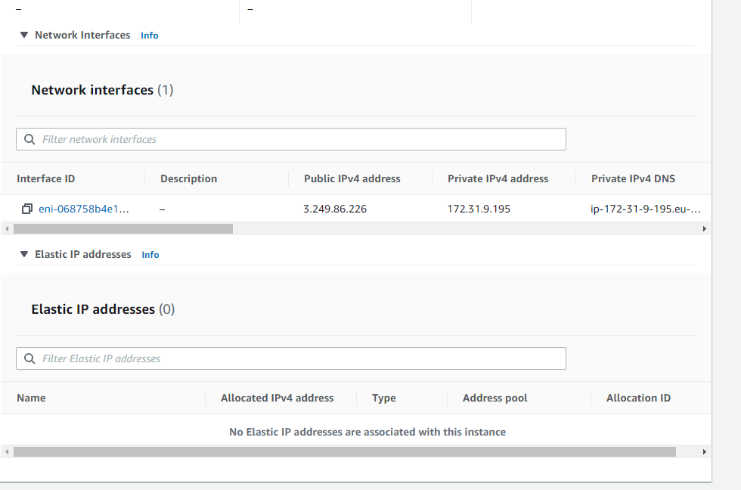 – –
Network Interfaces Info
Network interfaces (1)
Filter network interfaces
Interface ID Description Public IPv4 address Private IPv4 address Private IPv4 DNS
eni-068758b4e1... – 3.249.86.226 172.31.9.195 ip-172-31-9-195.eu-...
Elastic IP addresses Info
Elastic IP addresses (0)
Filter Elastic IP addresses
Name Allocated IPv4 address Type Address pool Allocation ID
No Elastic IP addresses are associated with this instance